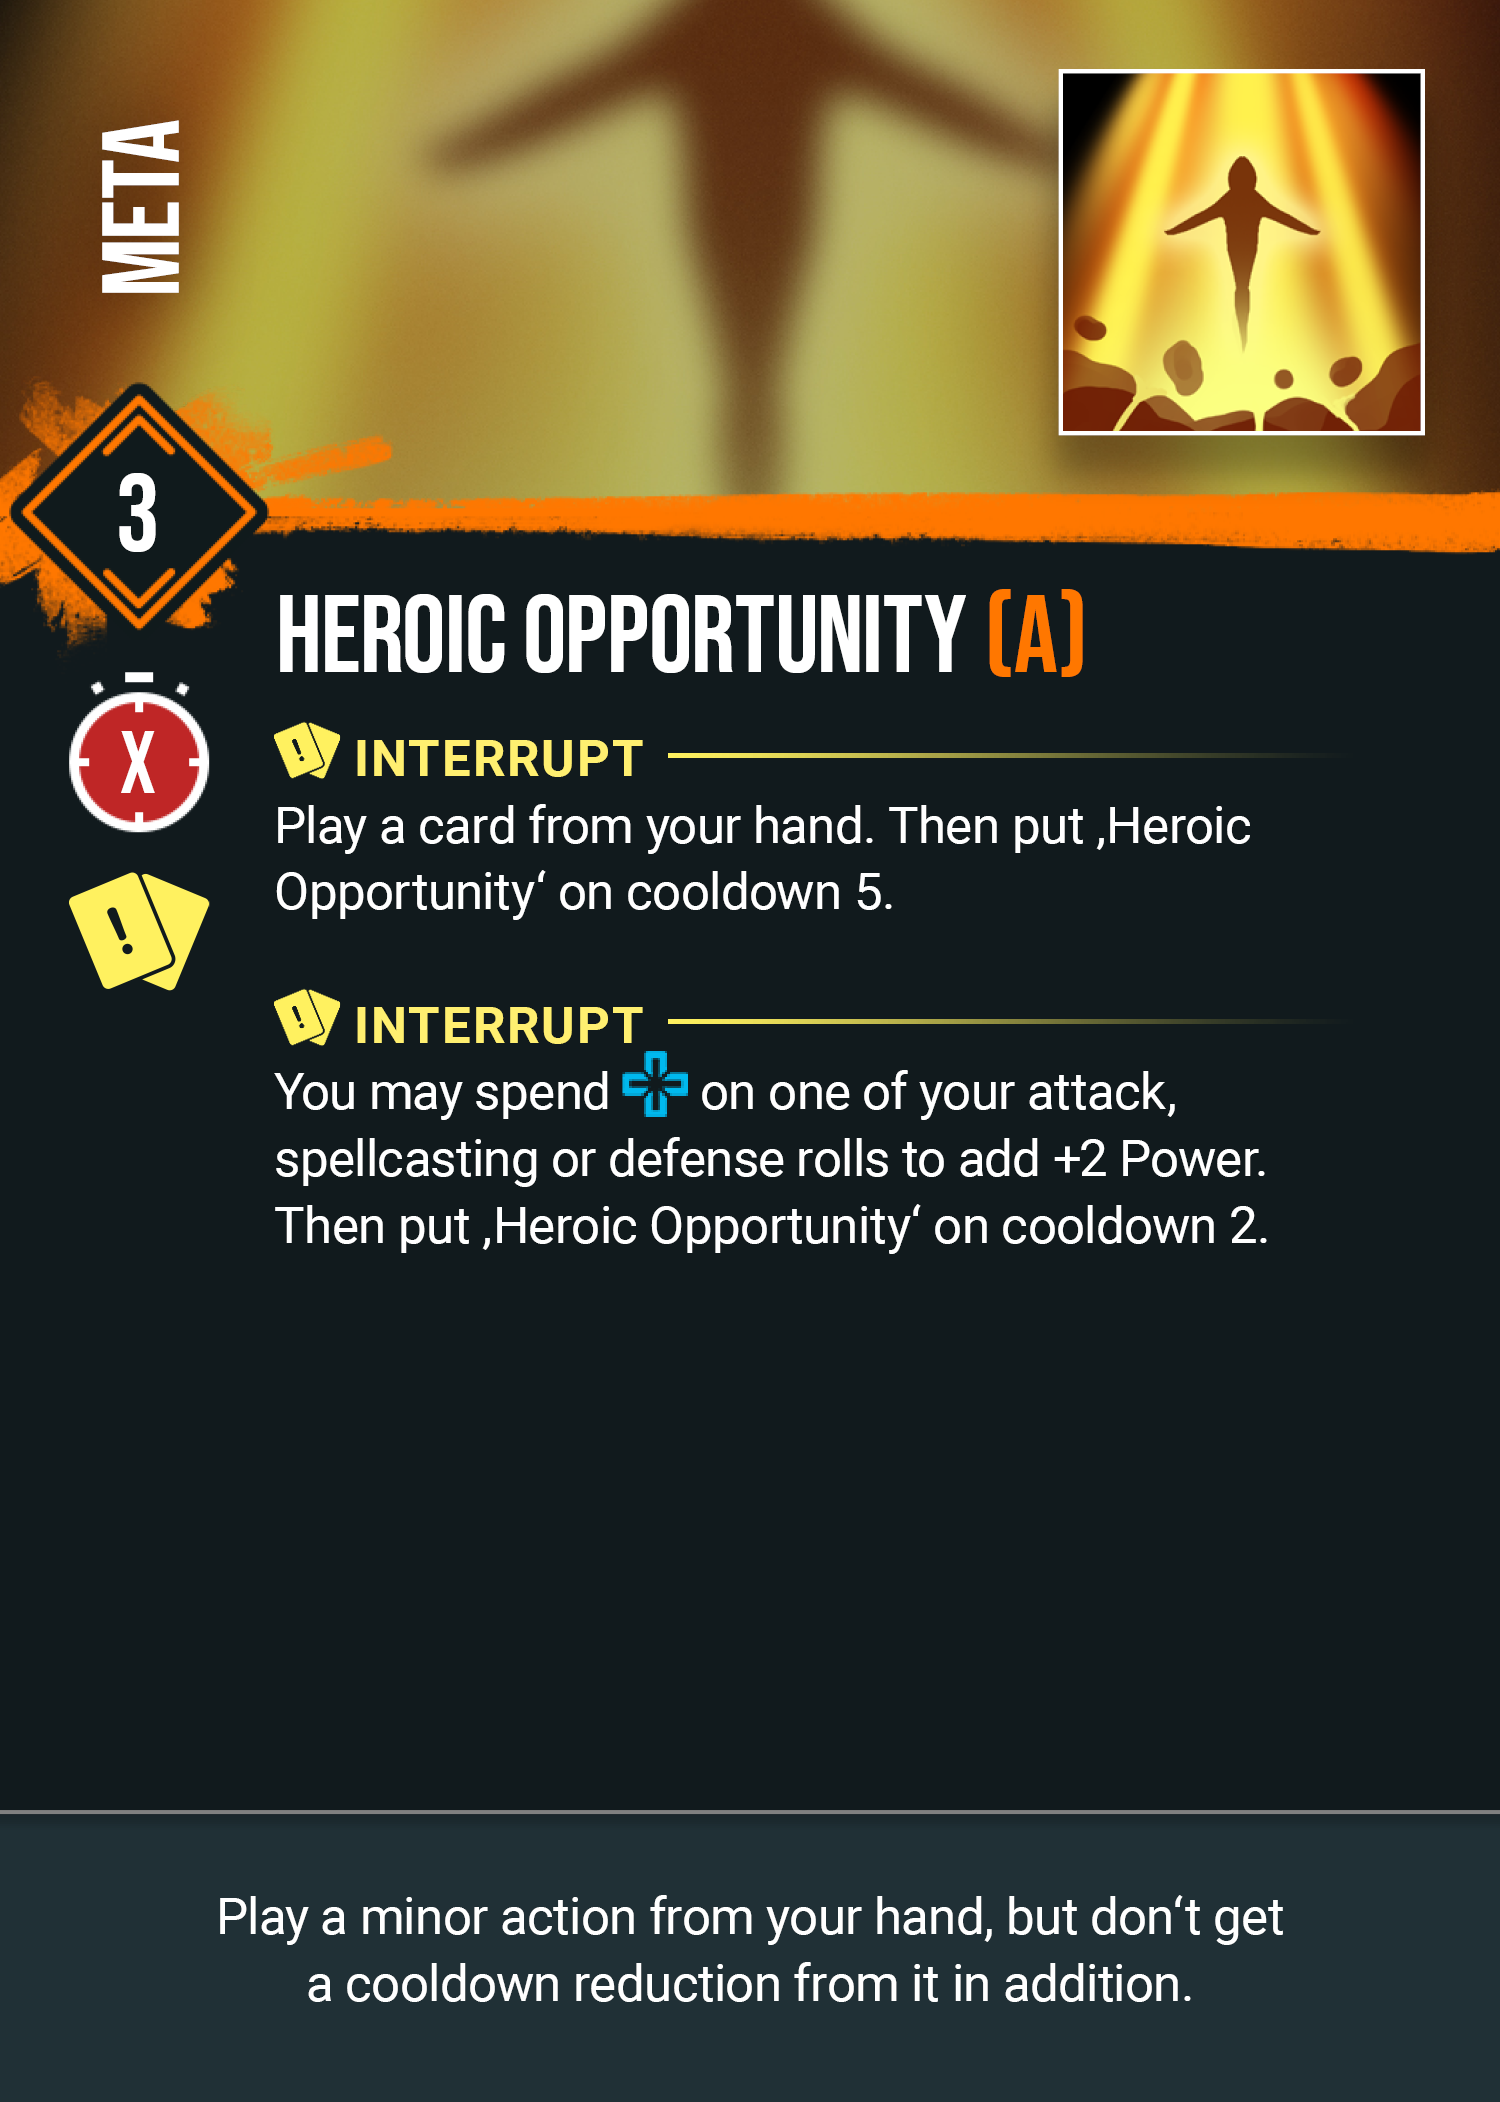 META
3
HEROIC OPPORTUNITY (A)
X
! INTERRUPT
Play a card from your hand. Then put ‚Heroic
Opportunity‘ on cooldown 5.
!
! INTERRUPT
You may spend on one of your attack,
spellcasting or defense rolls to add +2 Power.
Then put ‚Heroic Opportunity‘ on cooldown 2.
Play a minor action from your hand, but don‘t get
a cooldown reduction from it in addition.